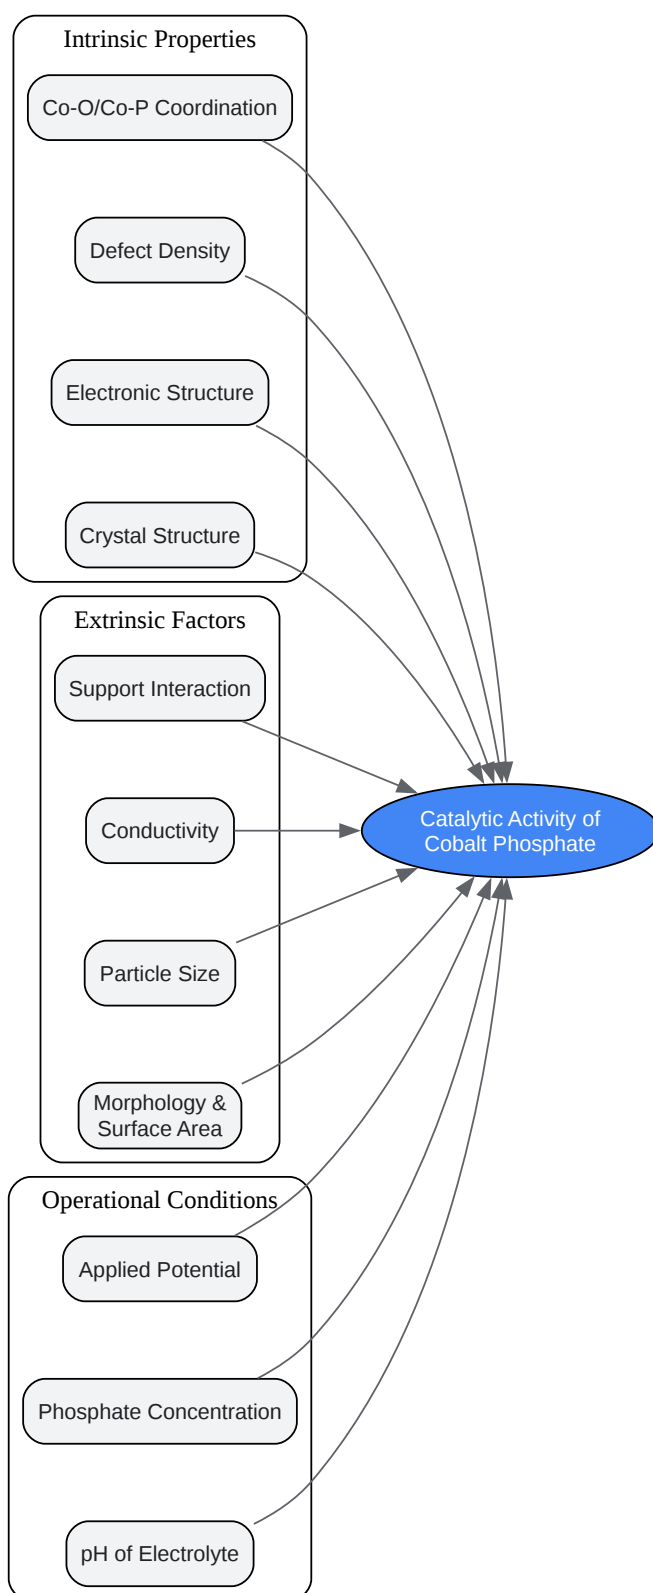 Intrinsic Properties
Co-O/Co-P Coordination
Defect Density
Electronic Structure
Crystal Structure
Extrinsic Factors
Support Interaction
Conductivity
Particle Size
Morphology &
Surface Area
Catalytic Activity of
Cobalt Phosphate
Operational Conditions
Applied Potential
Phosphate Concentration
pH of Electrolyte